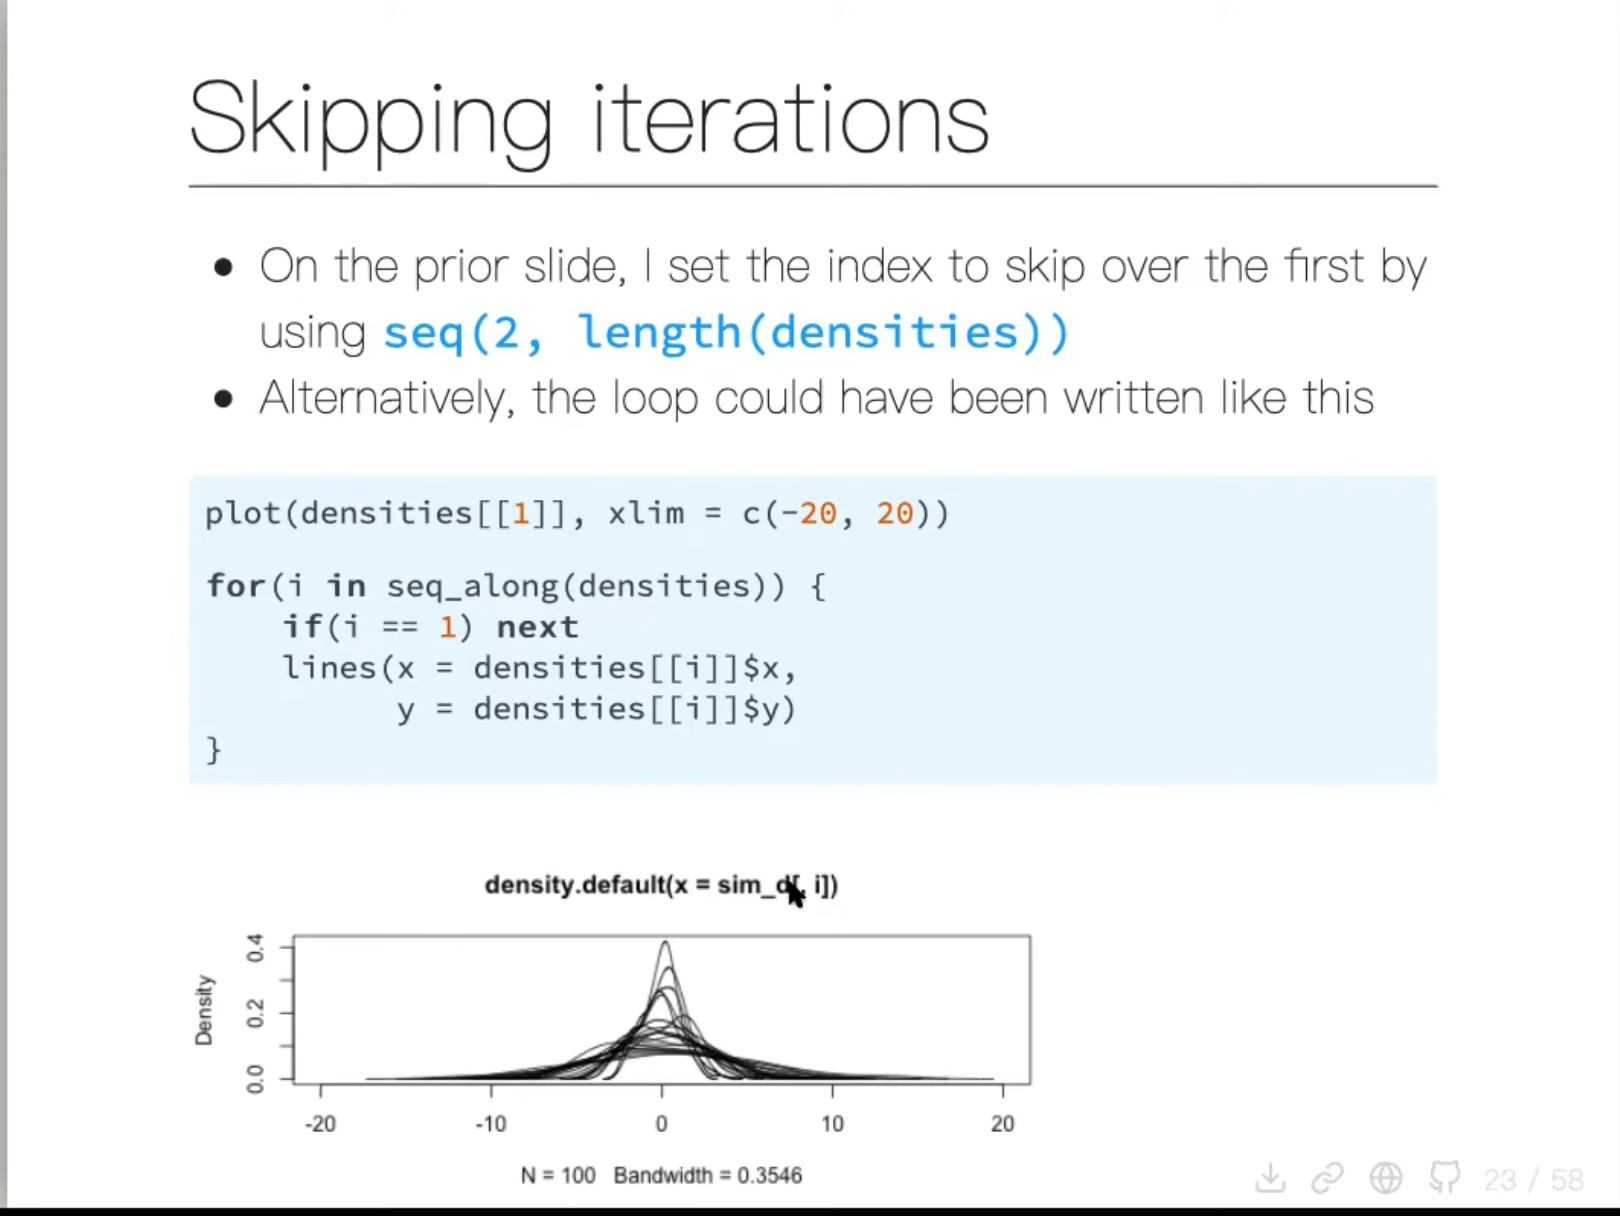 Skipping iterations
• On the prior slide, I set the index to skip over the first by
using seq(2, length(densities))
• Alternatively, the loop could have been written like this
plot(densities[[1]], xlim = c(-20, 20))
for(i in seq_along(densities)) {
    if(i == 1) next
    lines(x = densities[[i]]$x,
          y = densities[[i]]$y)
}
density.default(x = sim_d[, i])
Density
0.4
0.2
0.0
-20 -10 0 10 20
N = 100 Bandwidth = 0.3546
23 / 58